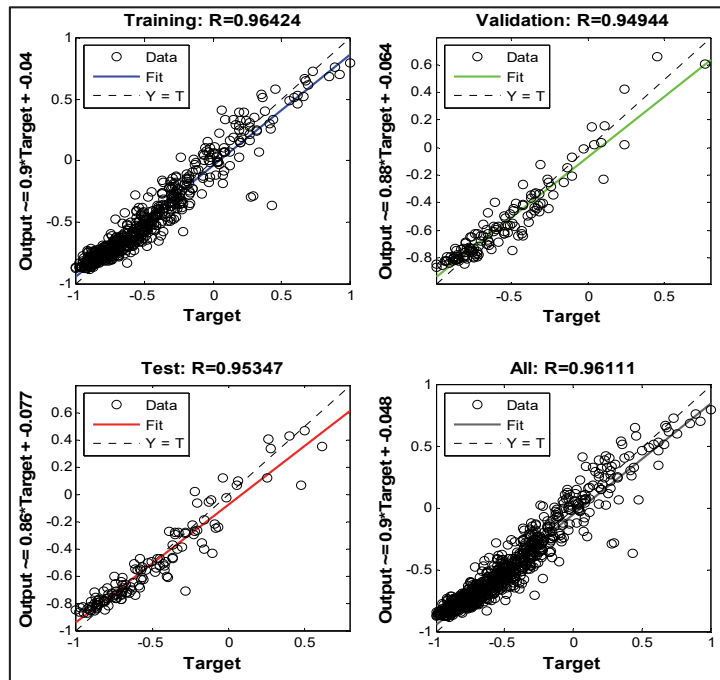 Training: R=0.96424
Output ~= 0.9*Target + -0.04
1
0.5
0
-0.5
-1
Data
Fit
Y = T
-1
-0.5
0
0.5
1
Target
Validation: R=0.94944
Output ~= 0.88*Target + -0.064
0.8
0.6
0.4
0.2
0
-0.2
-0.4
-0.6
-0.8
Data
Fit
Y = T
-0.5
0
0.5
Target
Test: R=0.95347
Output ~= 0.86*Target + -0.077
0.6
0.4
0.2
0
-0.2
-0.4
-0.6
-0.8
-1
Data
Fit
Y = T
-1
-0.5
0
0.5
Target
All: R=0.96111
Output ~= 0.9*Target + -0.048
1
0.5
0
-0.5
-1
Data
Fit
Y = T
-1
-0.5
0
0.5
1
Target